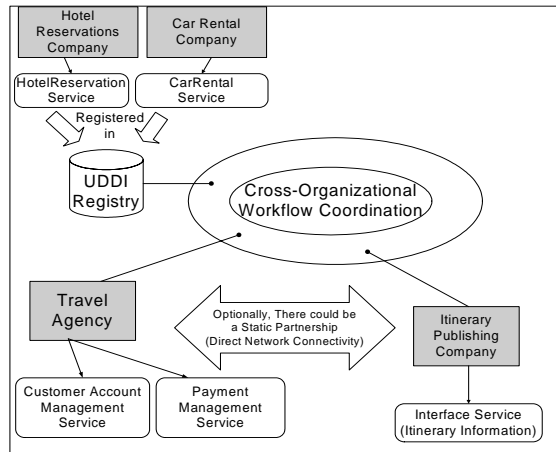 Hotel
Reservations
Company
Car Rental
Company
HotelReservation
Service
CarRental
Service
Registered
in
UDDI
Registry
Cross-Organizational
Workflow Coordination
Travel
Agency
Optionally, There could be
a Static Partnership
(Direct Network Connectivity)
Itinerary
Publishing
Company
Customer Account
Management
Service
Payment
Management
Service
Interface Service
(Itinerary Information)